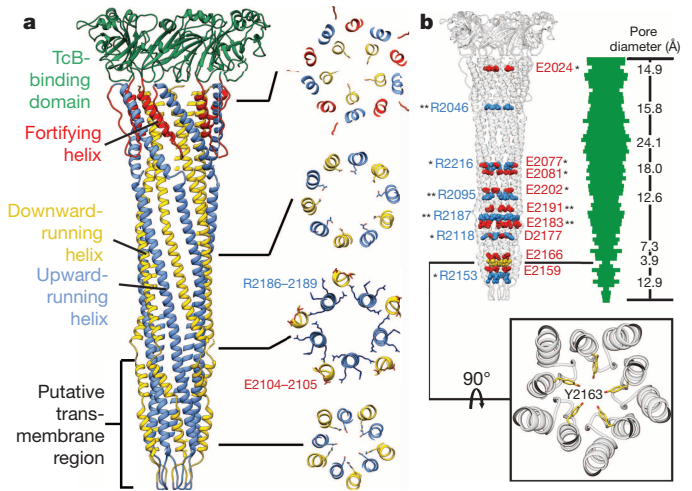 a
TcB-
binding
domain
Fortifying
helix
Downward-
running
helix
Upward-
running
helix
Putative
trans-
membrane
region
R2186–2189
E2104–2105
b
Pore
diameter (Å)
E2024 *
**R2046
*R2216
E2077*
E2081*
E2202 *
**R2095
E2191**
**R2187
E2183**
*R2118
D2177
E2166
E2159
*R2153
14.9
15.8
24.1
18.0
12.6
7.3
3.9
12.9
90°
Y2163